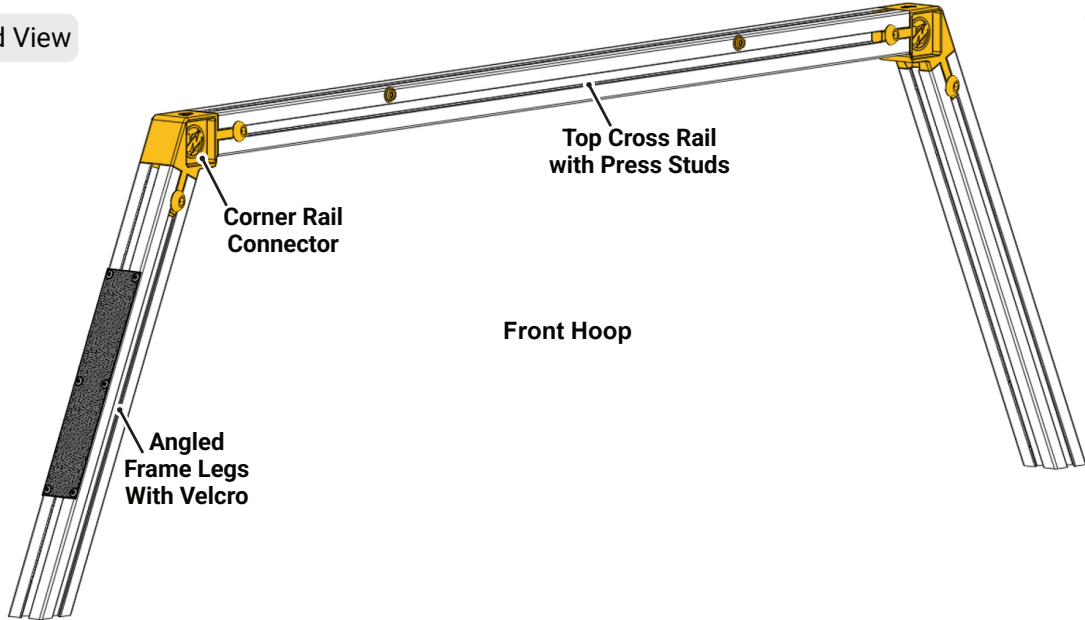 View
Top Cross Rail
with Press Studs
Corner Rail
Connector
Front Hoop
Angled
Frame Legs
With Velcro